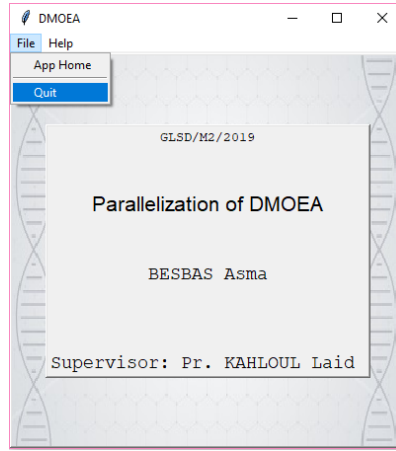 DMOEA
File Help
App Home
Quit
GLSD/M2/2019
Parallelization of DMOEA
BESBAS Asma
Supervisor: Pr. KAHLOUL Laid